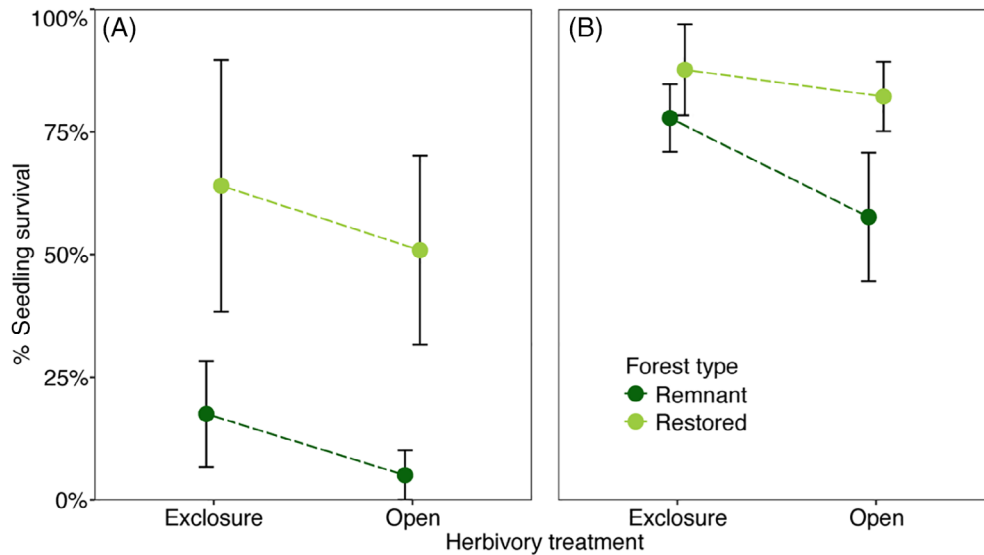 (A)
(B)
100%
75%
50%
25%
0%
% Seedling survival
Forest type
Remnant
Restored
Exclosure
Open
Exclosure
Open
Herbivory treatment